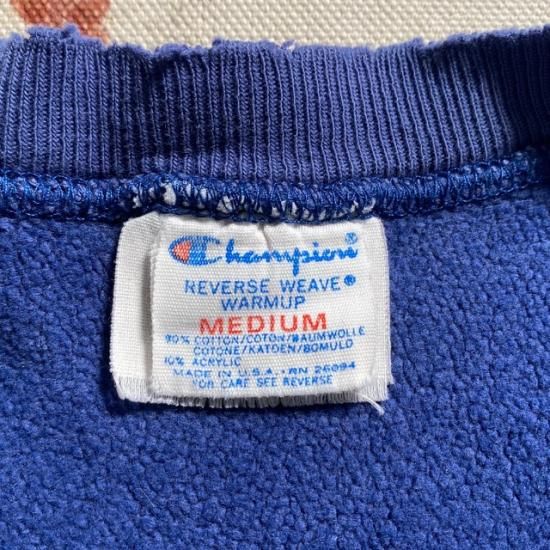 Champion®
REVERSE WEAVE®
WARMUP
MEDIUM
90% COTTON/COTON/BAUMWOLLE
COTONE/KATOEN/BOMULD
10% ACRYLIC
MADE IN U.S.A. • RN 26094
"OR CARE SEE REVERSE"